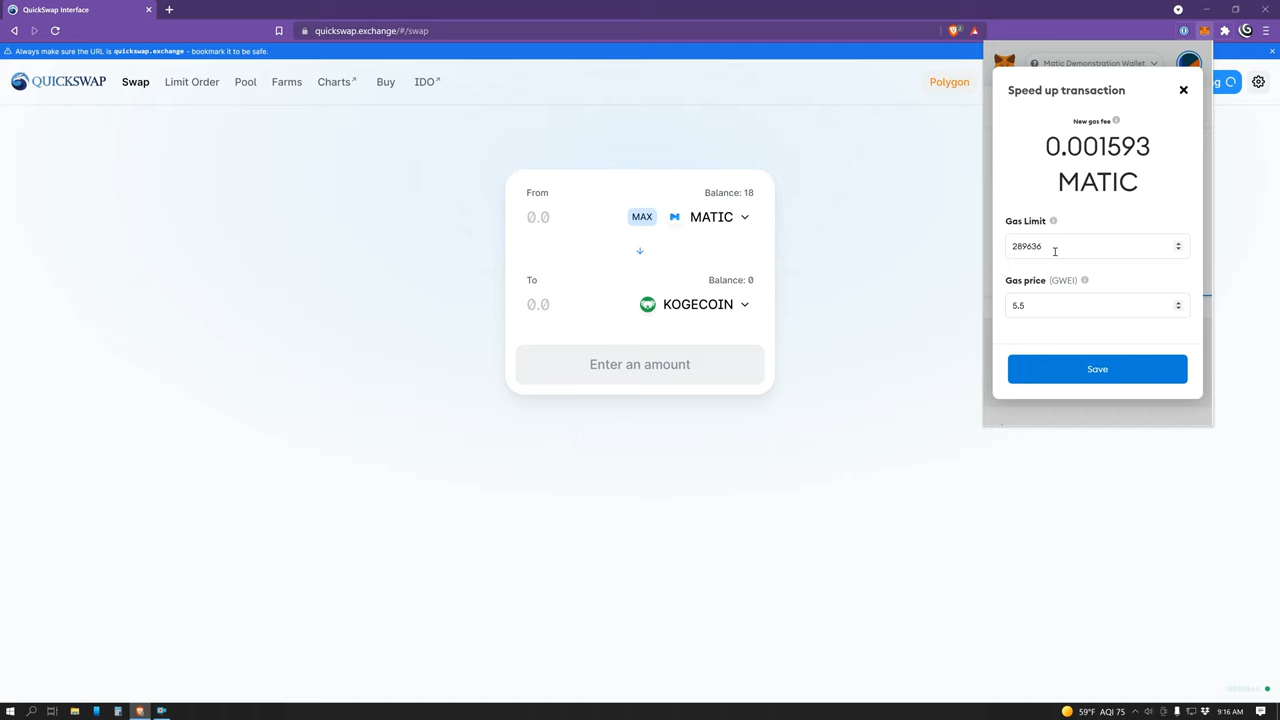 QuickSwap Interface
quickswap.exchange/#/swap
Always make sure the URL is quickswap.exchange - bookmark it to be safe.
QUICKSWAP
Swap
Limit Order
Pool
Farms
Charts
Buy
IDO
Polygon
Matic Demonstration Wallet
Speed up transaction
New gas fee
0.001593
MATIC
Gas Limit
289636
Gas price (GWEI)
5.5
Save
From
Balance: 18
0.0
MAX
MATIC
To
Balance: 0
0.0
KOGECOIN
Enter an amount
59°F AQI 75
9:16 AM